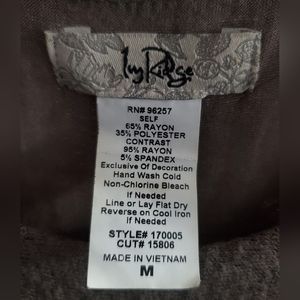 Ivy Ridge
RN# 96257
SELF
65% RAYON
35% POLYESTER
CONTRAST
95% RAYON
5% SPANDEX
Exclusive Of Decoration
Hand Wash Cold
Non-Chlorine Bleach
If Needed
Line or Lay Flat Dry
Reverse on Cool Iron
If Needed
STYLE# 170005
CUT# 15806
MADE IN VIETNAM
M